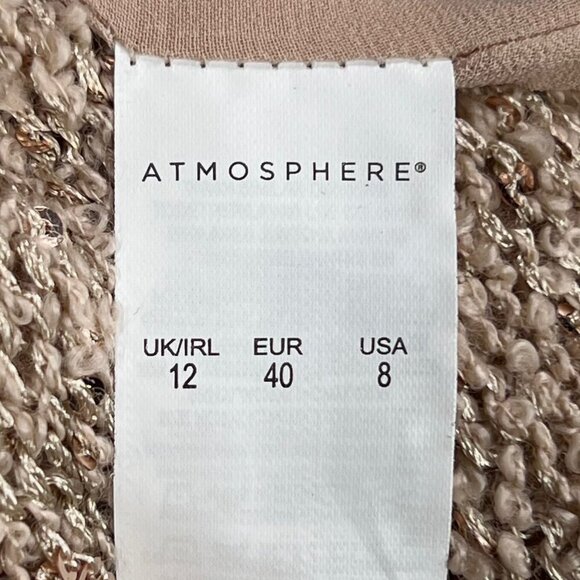 ATMOSPHERE®
UK/IRL EUR USA
12 40 8